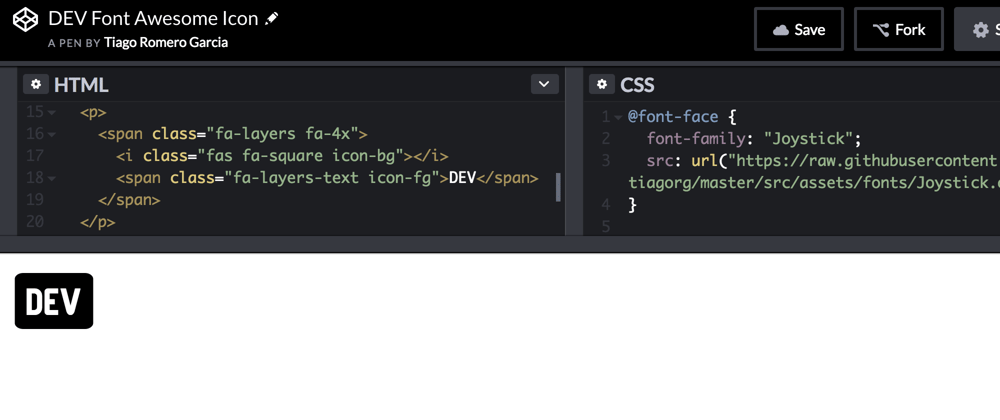 DEV Font Awesome Icon
A PEN BY Tiago Romero Garcia
Save
Fork
HTML
15 <p>
16 <span class="fa-layers fa-4x">
17 <i class="fas fa-square icon-bg"></i>
18 <span class="fa-layers-text icon-fg">DEV</span>
19 </span>
20 </p>
CSS
1 @font-face {
2 font-family: "Joystick";
3 src: url("https://raw.githubusercontent
tiagorg/master/src/assets/fonts/Joystick.
4 }
5
DEV